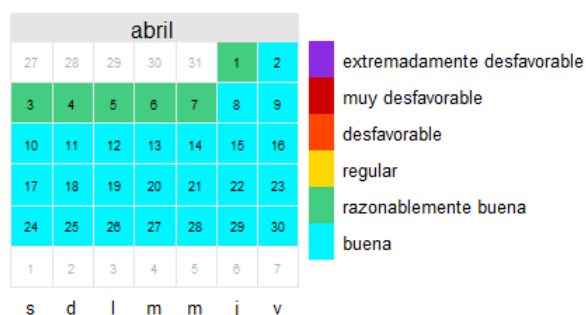 abril
27 28 29 30 31 1 2
3 4 5 6 7 8 9
10 11 12 13 14 15 16
17 18 19 20 21 22 23
24 25 26 27 28 29 30
1 2 3 4 5 6 7
s d l m m j v
extremadamente desfavorable
muy desfavorable
desfavorable
regular
razonablemente buena
buena